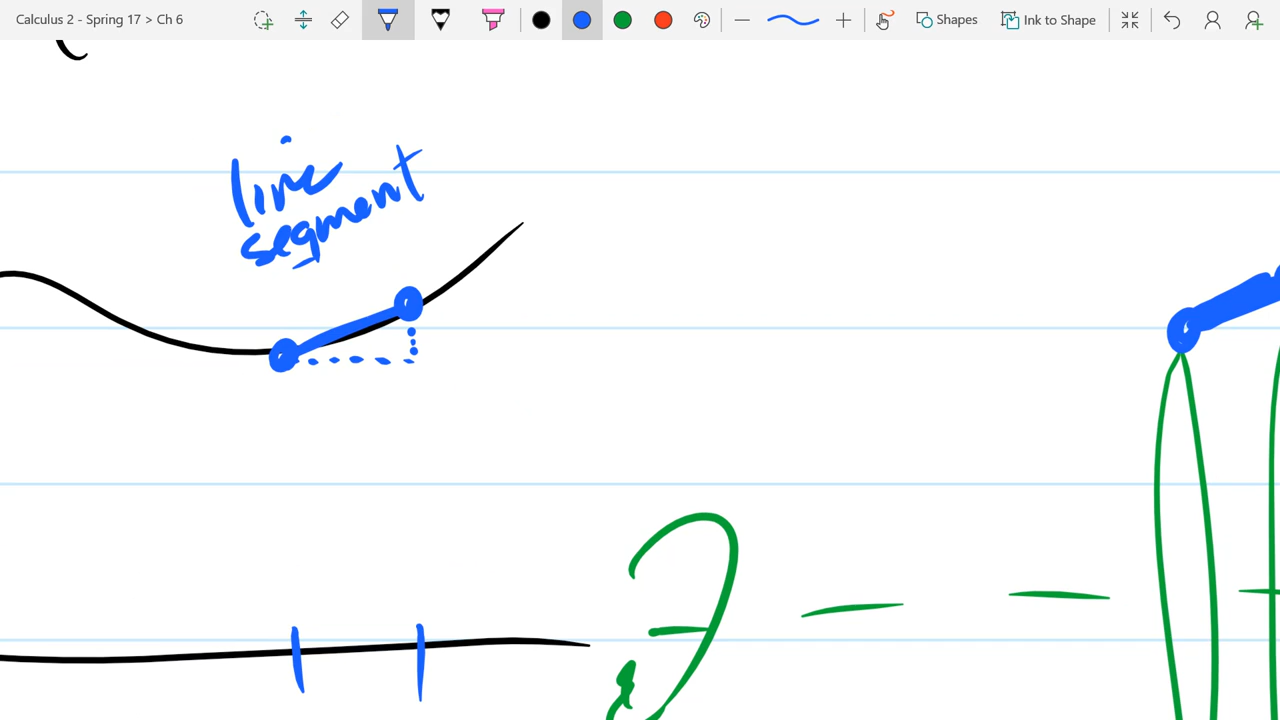 Calculus 2 - Spring 17 > Ch 6
Shapes
Ink to Shape
line
segment